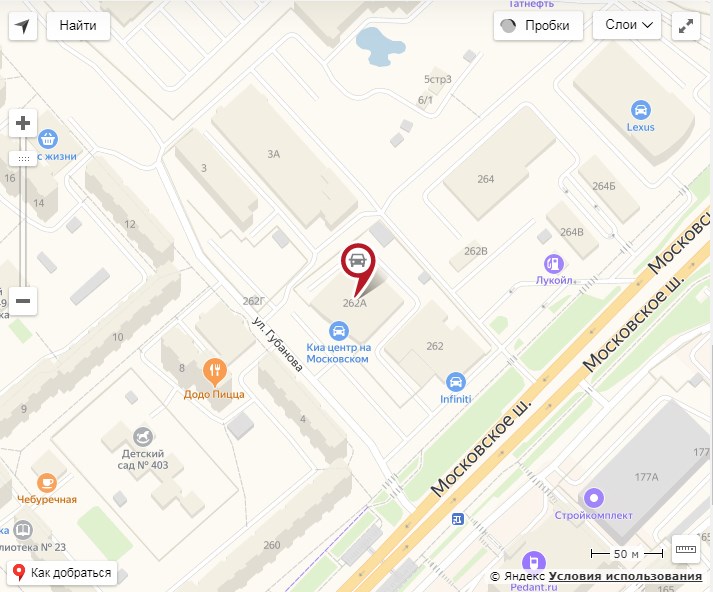 Татнефть
Найти
Пробки
Слои
5стр3
6/1
Lexus
с жизни
3
3А
264
264Б
16
14
12
264В
262В
Лукойл
Московское ш.
262Г
262А
ул. Губанова
Киа центр на
Московском
262
10
8
Додо Пицца
Infiniti
9
4
Московское ш.
Детский
сад № 403
177А
177
Чебуречная
Стройкомплект
165
260
50 м
Pedant.ru
Как добраться
© Яндекс Условия использования